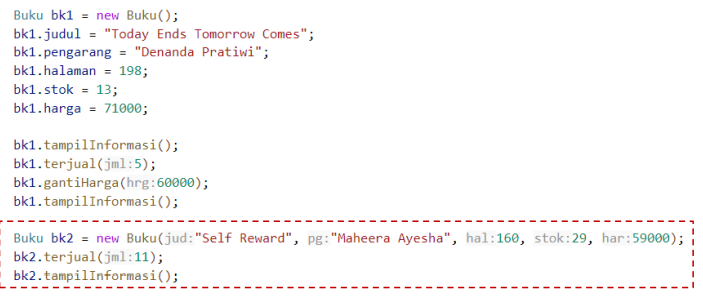 Buku bk1 = new Buku();
bk1.judul = "Today Ends Tomorrow Comes";
bk1.pengarang = "Denanda Pratiwi";
bk1.halaman = 198;
bk1.stok = 13;
bk1.harga = 71000;
bk1.tampilInformasi();
bk1.terjual(jml:5);
bk1.gantiHarga(hrg:60000);
bk1.tampilInformasi();
Buku bk2 = new Buku(jud:"Self Reward", pg:"Maheera Ayesha", hal:160, stok:29, har:59000);
bk2.terjual(jml:11);
bk2.tampilInformasi();